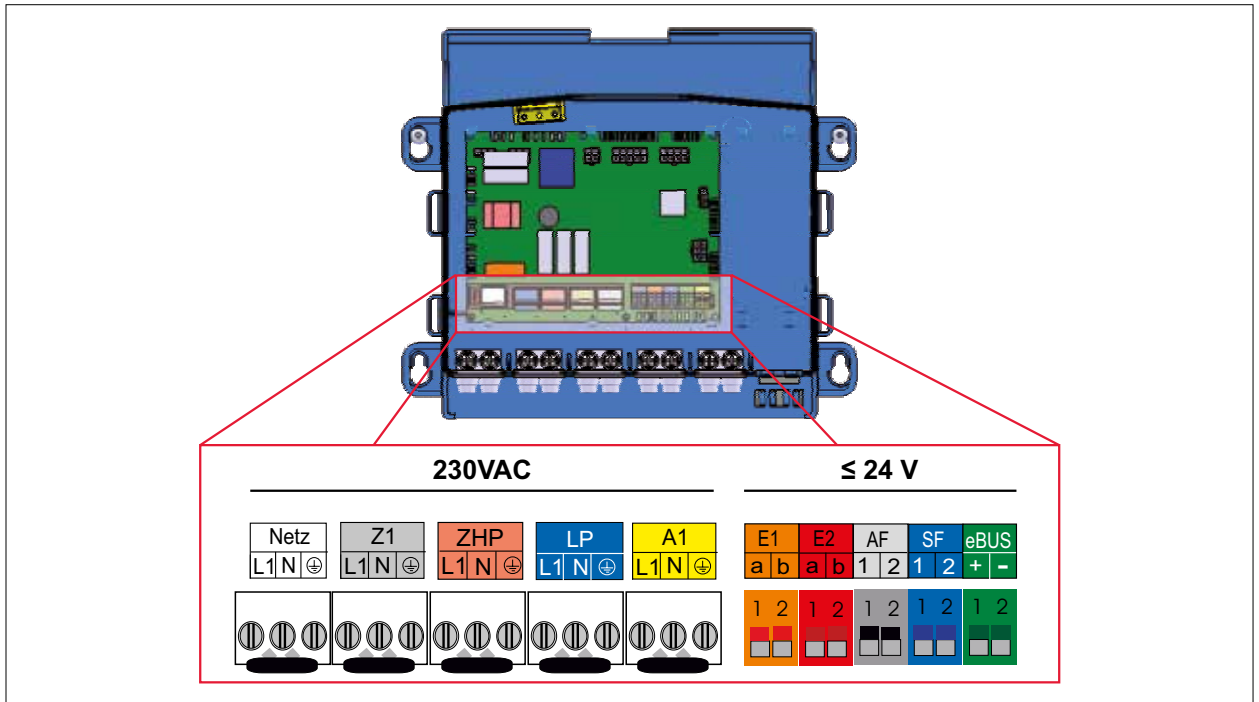 230VAC ≤ 24 V
Netz Z1 ZHP LP A1 E1 E2 AF SF eBUS
L1 N ⏚ L1 N ⏚ L1 N ⏚ L1 N ⏚ L1 N ⏚ a b a b 1 2 1 2 + -
1 2 1 2 1 2 1 2 1 2